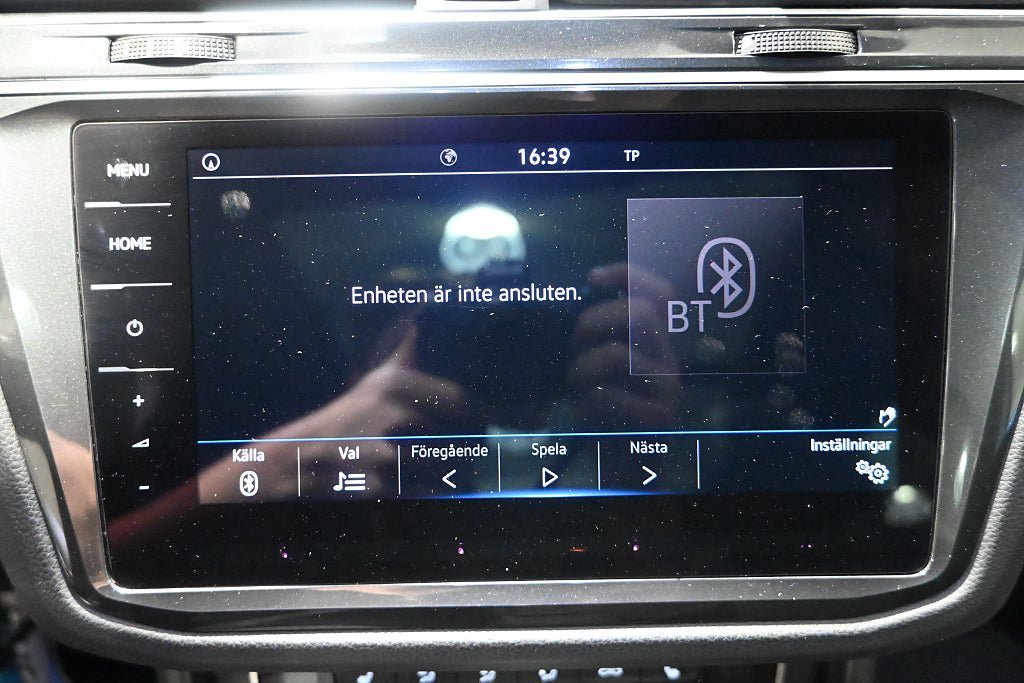 MENU
16:39 TP
HOME
Enheten är inte ansluten.
BT
+
-
Källa Val Föregående Spela Nästa Inställningar